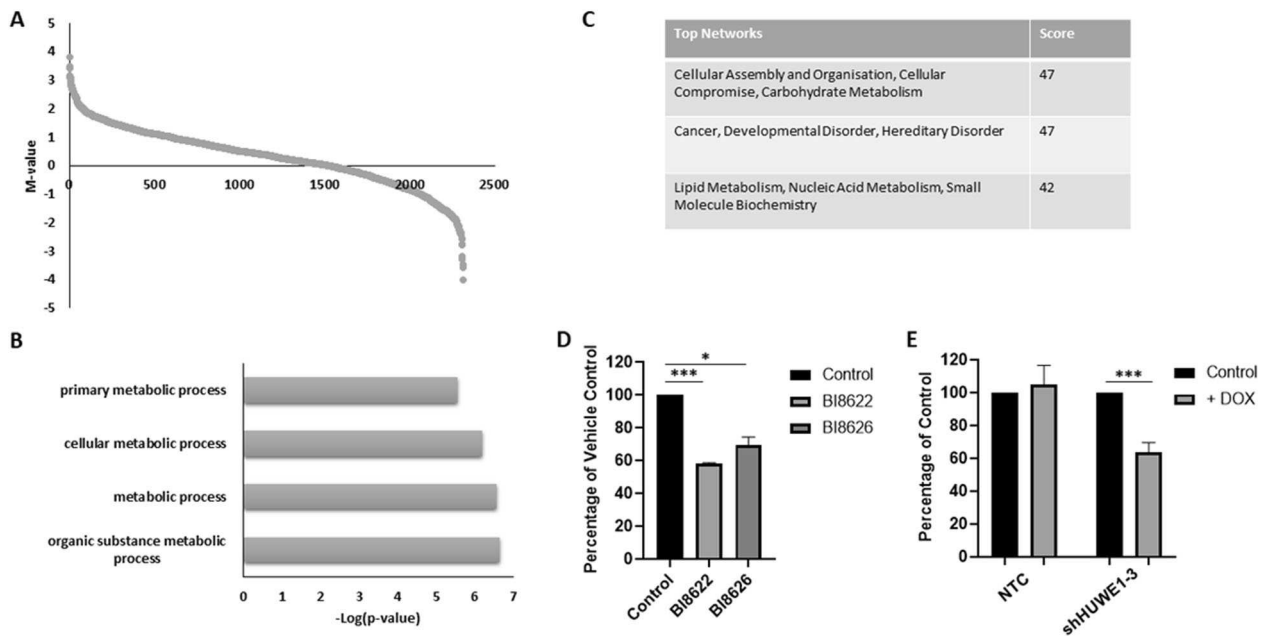 A
5
4
3
2
1
0
-1
-2
-3
-4
-5
M-value
0
500
1000
1500
2000
2500
C
Top Networks
Score
Cellular Assembly and Organisation, Cellular
Compromise, Carbohydrate Metabolism
47
Cancer, Developmental Disorder, Hereditary Disorder
47
Lipid Metabolism, Nucleic Acid Metabolism, Small
Molecule Biochemistry
42
B
primary metabolic process
cellular metabolic process
metabolic process
organic substance metabolic
process
0
1
2
3
4
5
6
7
-Log(p-value)
D
Percentage of Vehicle Control
120
100
80
60
40
20
0
***
*
Control
BI8622
BI8626
Control
BI8622
BI8626
E
Percentage of Control
120
100
80
60
40
20
0
***
NTC
shHUWE1-3
Control
+ DOX